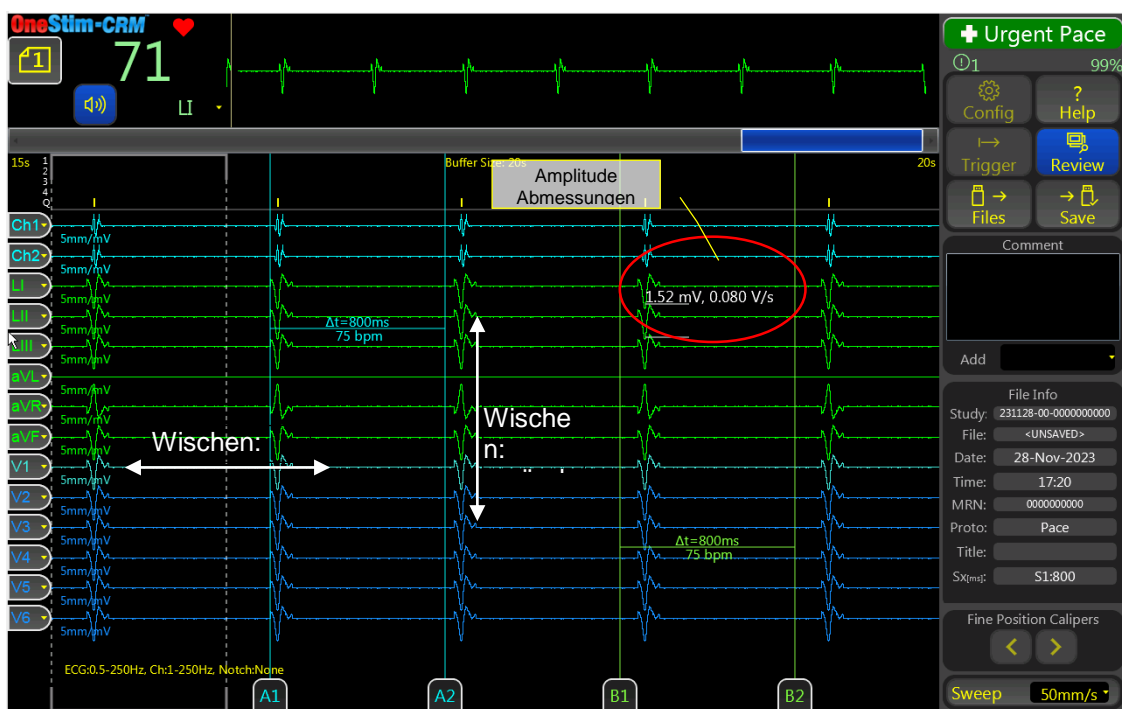 OneStim-CRM
1
71
LI
Urgent Pace
1
99%
Config
?
Help
Trigger
Review
Files
Save
15s
1
2
3
4
Q
Buffer Size: 20s
20s
Amplitude
Abmessungen
Ch1
5mm/mV
Ch2
5mm/mV
LI
5mm/mV
1.52 mV, 0.080 V/s
LII
5mm/mV
Δt=800ms
75 bpm
LIII
5mm/mV
aVL
5mm/mV
aVR
5mm/mV
aVF
5mm/mV
Wischen:
Wische
n:
V1
5mm/mV
V2
5mm/mV
V3
5mm/mV
Δt=800ms
75 bpm
V4
5mm/mV
V5
5mm/mV
V6
5mm/mV
ECG:0.5-250Hz, Ch:1-250Hz, Notch:None
A1
A2
B1
B2
Comment
Add
File Info
Study: 231128-00-0000000000
File: <UNSAVED>
Date: 28-Nov-2023
Time: 17:20
MRN: 0000000000
Proto: Pace
Title:
Sx[ms]: S1:800
Fine Position Calipers
Sweep 50mm/s